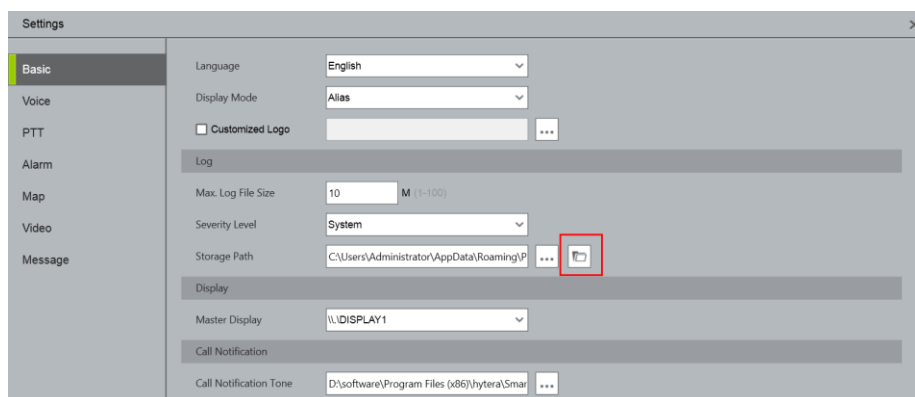 Settings
Basic
Voice
PTT
Alarm
Map
Video
Message
Language English
Display Mode Alias
Customized Logo ...
Log
Max. Log File Size 10 M (1-100)
Severity Level System
Storage Path C:\Users\Administrator\AppData\Roaming\P ...
Display
Master Display \\.\DISPLAY1
Call Notification
Call Notification Tone D:\software\Program Files (x86)\hytera\Smar ...